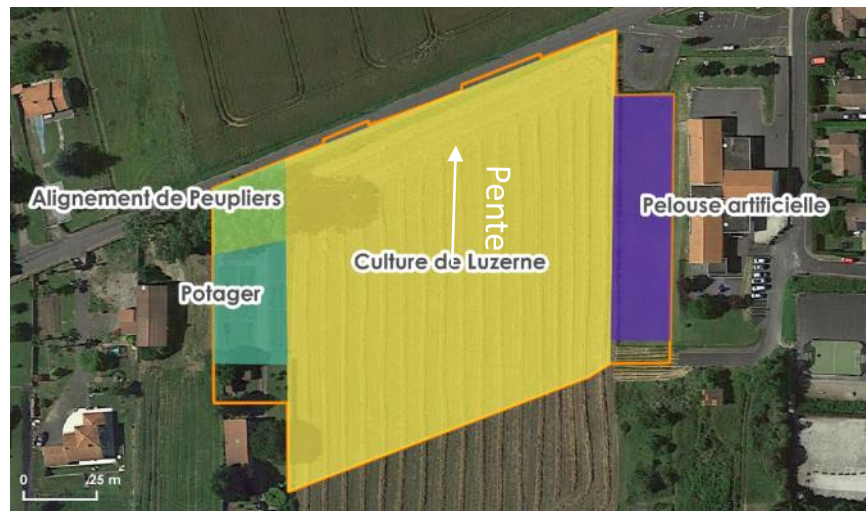 Alignement de Peupliers
Pente
Pelouse artificielle
Culture de Luzerne
Potager
0 25 m